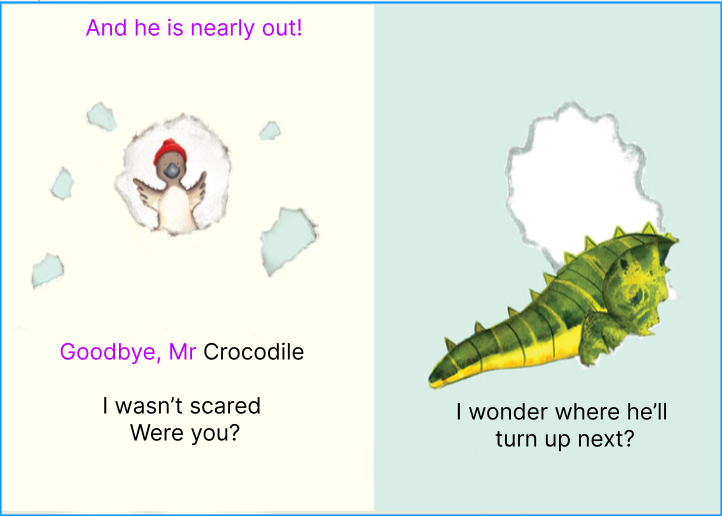 And he is nearly out!
Goodbye, Mr Crocodile
I wasn’t scared
Were you?
I wonder where he’ll
turn up next?